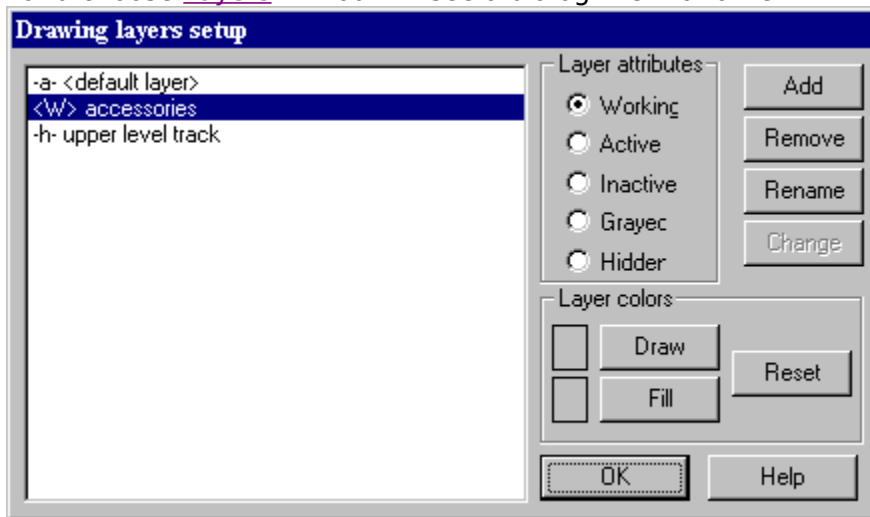 Drawing layers setup
-a- <default layer>
<W> accessories
-h- upper level track
Layer attributes
Working
Active
Inactive
Grayec
Hidder
Add
Remove
Rename
Change
Layer colors
Draw
Fill
Reset
OK
Help